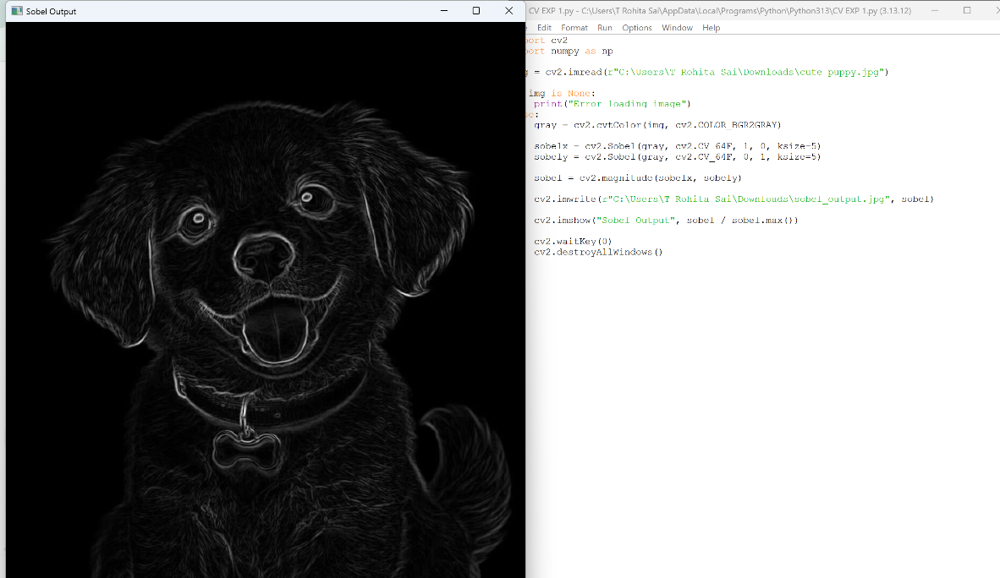 Sobel Output
CV EXP 1.py - C:\Users\T Rohita Sai\AppData\Local\Programs\Python\Python313\CV EXP 1.py (3.13.12)
Edit Format Run Options Window Help
port cv2
port numpy as np
g = cv2.imread(r"C:\Users\T Rohita Sai\Downloads\cute puppy.jpg")
img is None:
print("Error loading image")
se:
gray = cv2.cvtColor(img, cv2.COLOR_BGR2GRAY)
sobelx = cv2.Sobel(gray, cv2.CV_64F, 1, 0, ksize=5)
sobely = cv2.Sobel(gray, cv2.CV_64F, 0, 1, ksize=5)
sobel = cv2.magnitude(sobelx, sobely)
cv2.imwrite(r"C:\Users\T Rohita Sai\Downloads\sobel_output.jpg", sobel)
cv2.imshow("Sobel Output", sobel / sobel.max())
cv2.waitKey(0)
cv2.destroyAllWindows()